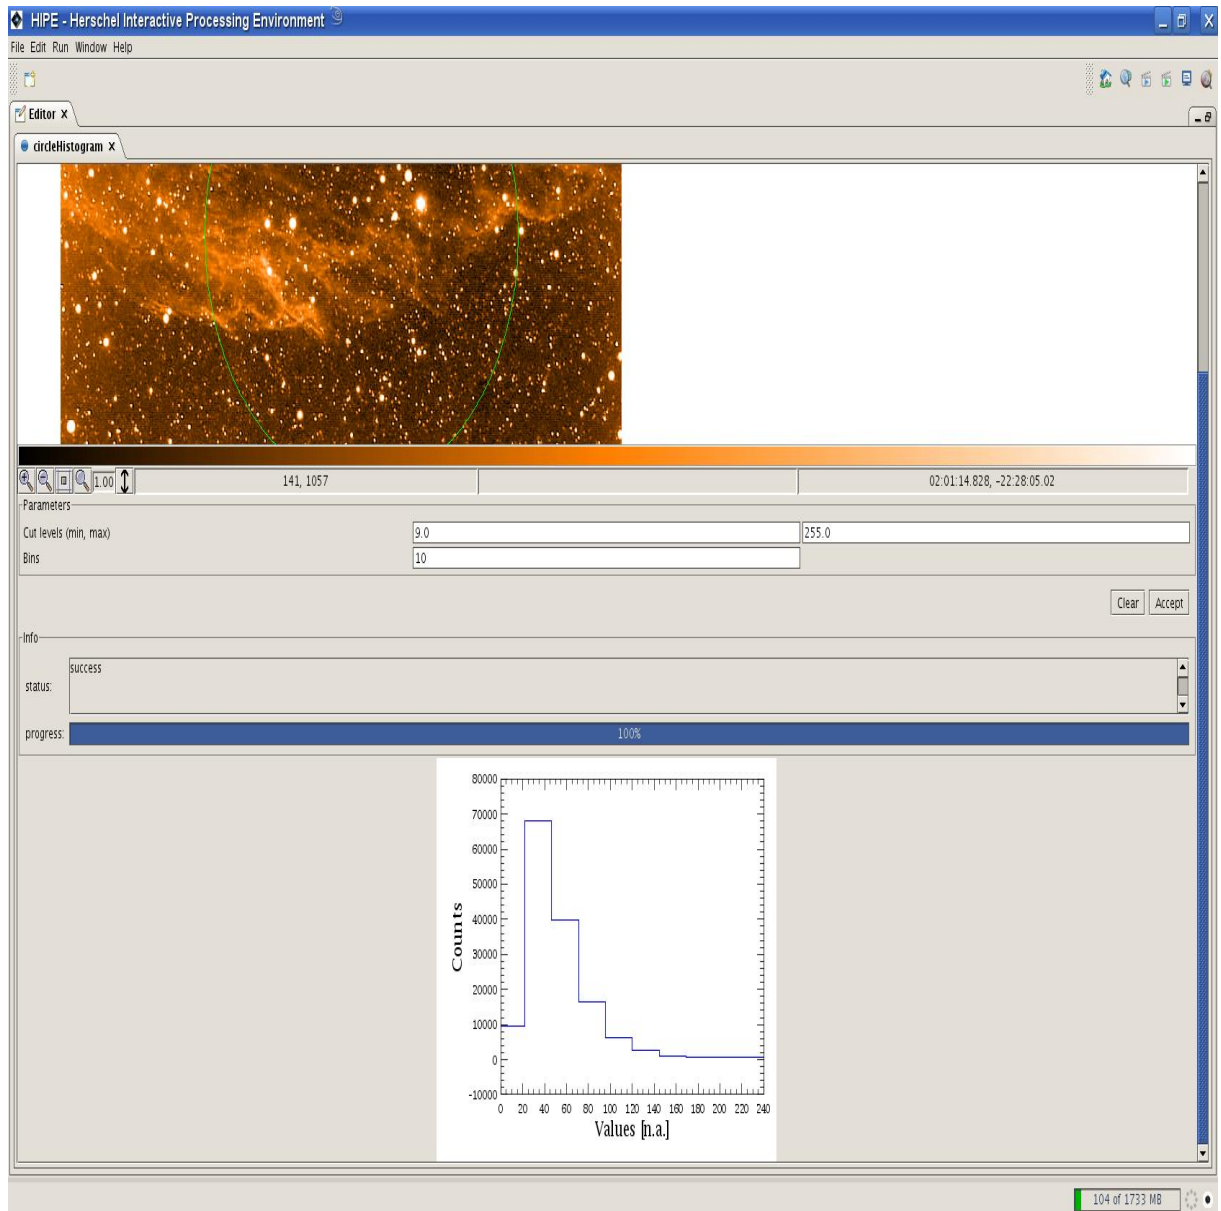 HIPE - Herschel Interactive Processing Environment
File Edit Run Window Help
Editor x
circleHistogram x
1.00 141, 1057 02:01:14.828, -22:28:05.02
Parameters
Cut levels (min, max) 9.0 255.0
Bins 10
Clear Accept
Info
status: success
progress: 100%
80000
70000
60000
50000
40000
30000
20000
10000
0
-10000
Counts
0 20 40 60 80 100 120 140 160 180 200 220 240
Values [n.a.]
104 of 1733 MB